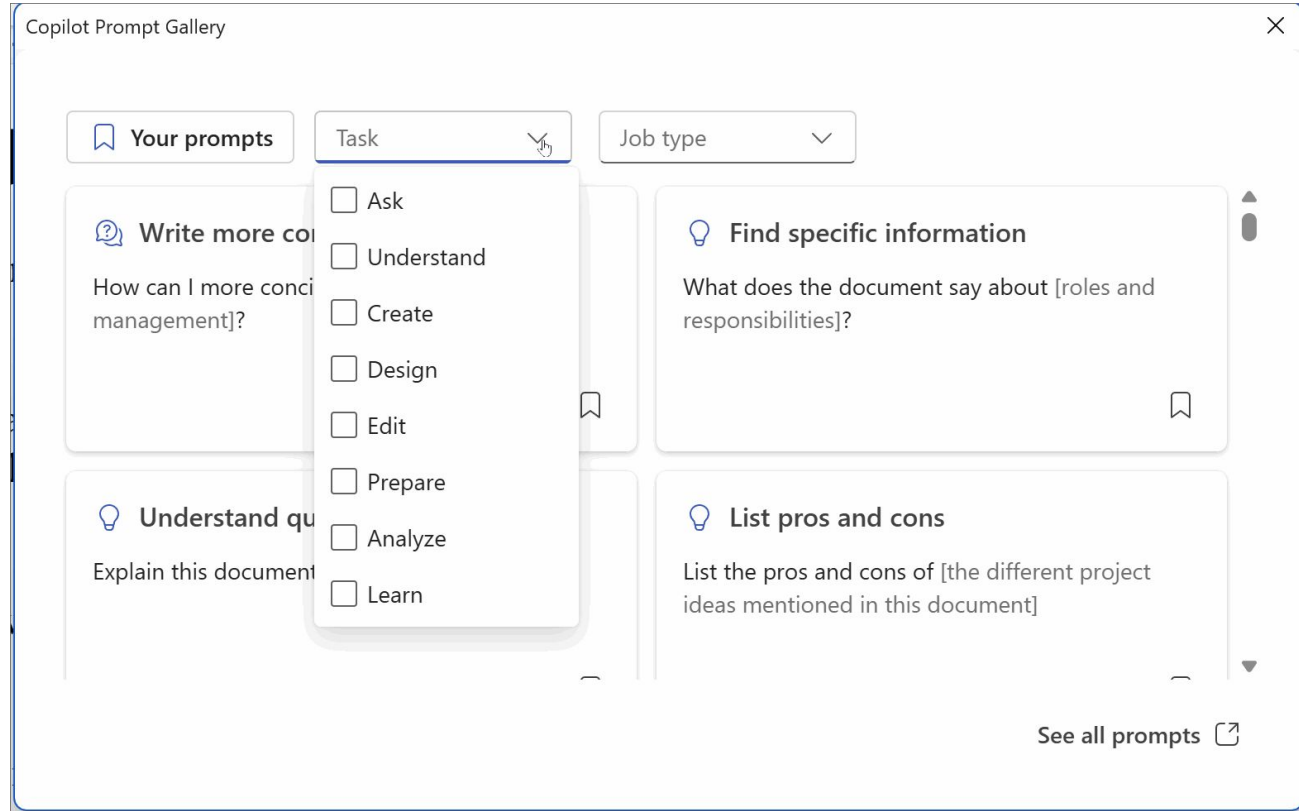 Copilot Prompt Gallery
Your prompts
Task
Job type
Ask
Understand
Create
Design
Edit
Prepare
Analyze
Learn
Write more
How can I more
management]?
Find specific information
What does the document say about [roles and
responsibilities]?
Understand
Explain this document
List pros and cons
List the pros and cons of [the different project
ideas mentioned in this document]
See all prompts